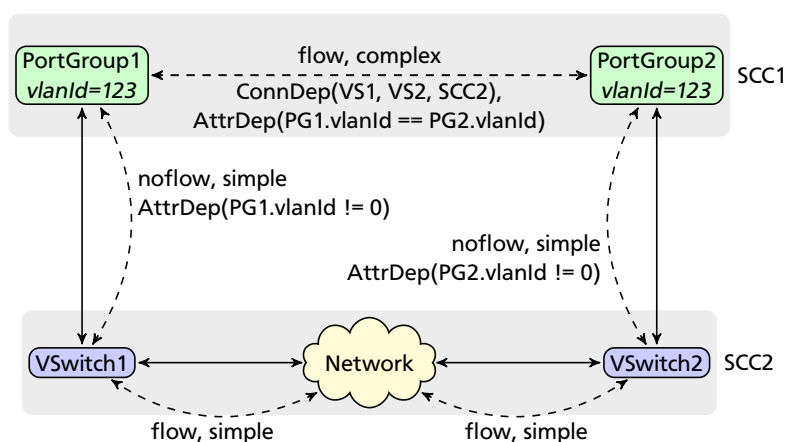 PortGroup1
vlanId=123
flow, complex
ConnDep(VS1, VS2, SCC2),
AttrDep(PG1.vlanId == PG2.vlanId)
PortGroup2
vlanId=123
SCC1
noflow, simple
AttrDep(PG1.vlanId != 0)
noflow, simple
AttrDep(PG2.vlanId != 0)
VSwitch1
Network
VSwitch2
SCC2
flow, simple
flow, simple